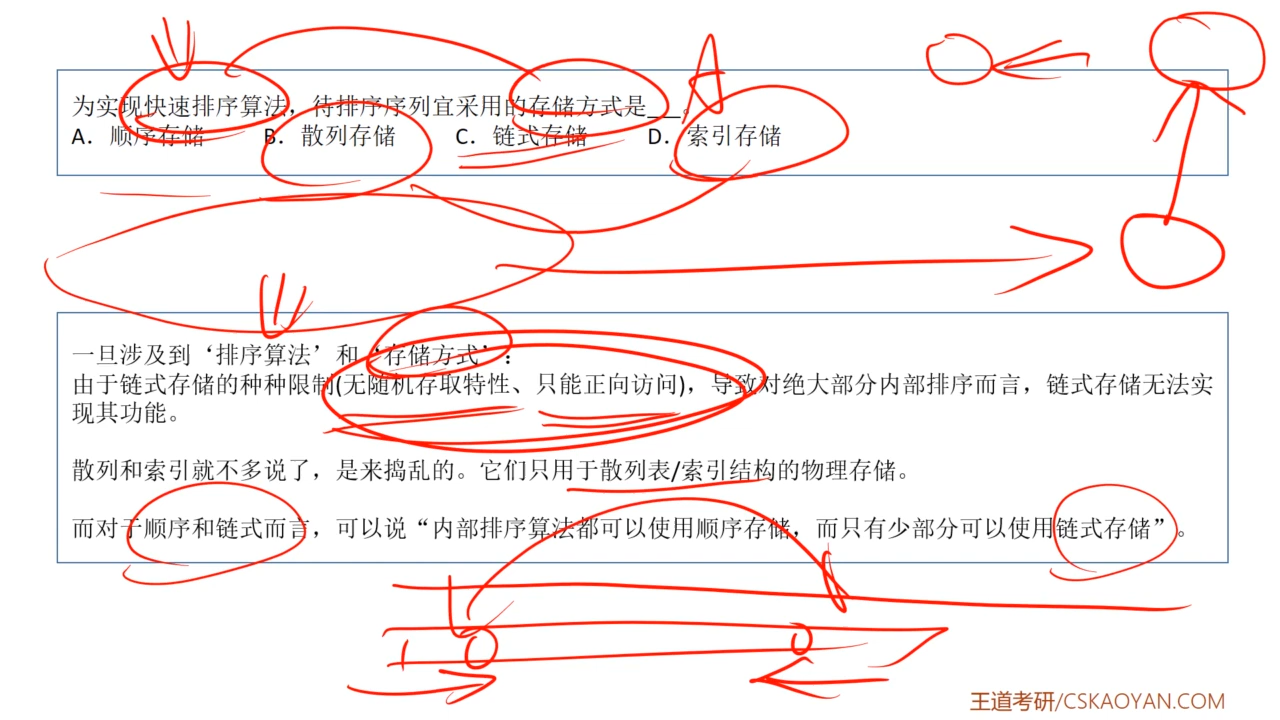 为实现快速排序算法，待排序序列宜采用的存储方式是___。A
A．顺序存储 B．散列存储 C．链式存储 D．索引存储
一旦涉及到‘排序算法’和‘存储方式’：
由于链式存储的种种限制(无随机存取特性、只能正向访问)，导致对绝大部分内部排序而言，链式存储无法实
现其功能。
散列和索引就不多说了，是来捣乱的。它们只用于散列表/索引结构的物理存储。
而对于顺序和链式而言，可以说“内部排序算法都可以使用顺序存储，而只有少部分可以使用链式存储”。
王道考研/CSKAOYAN.COM